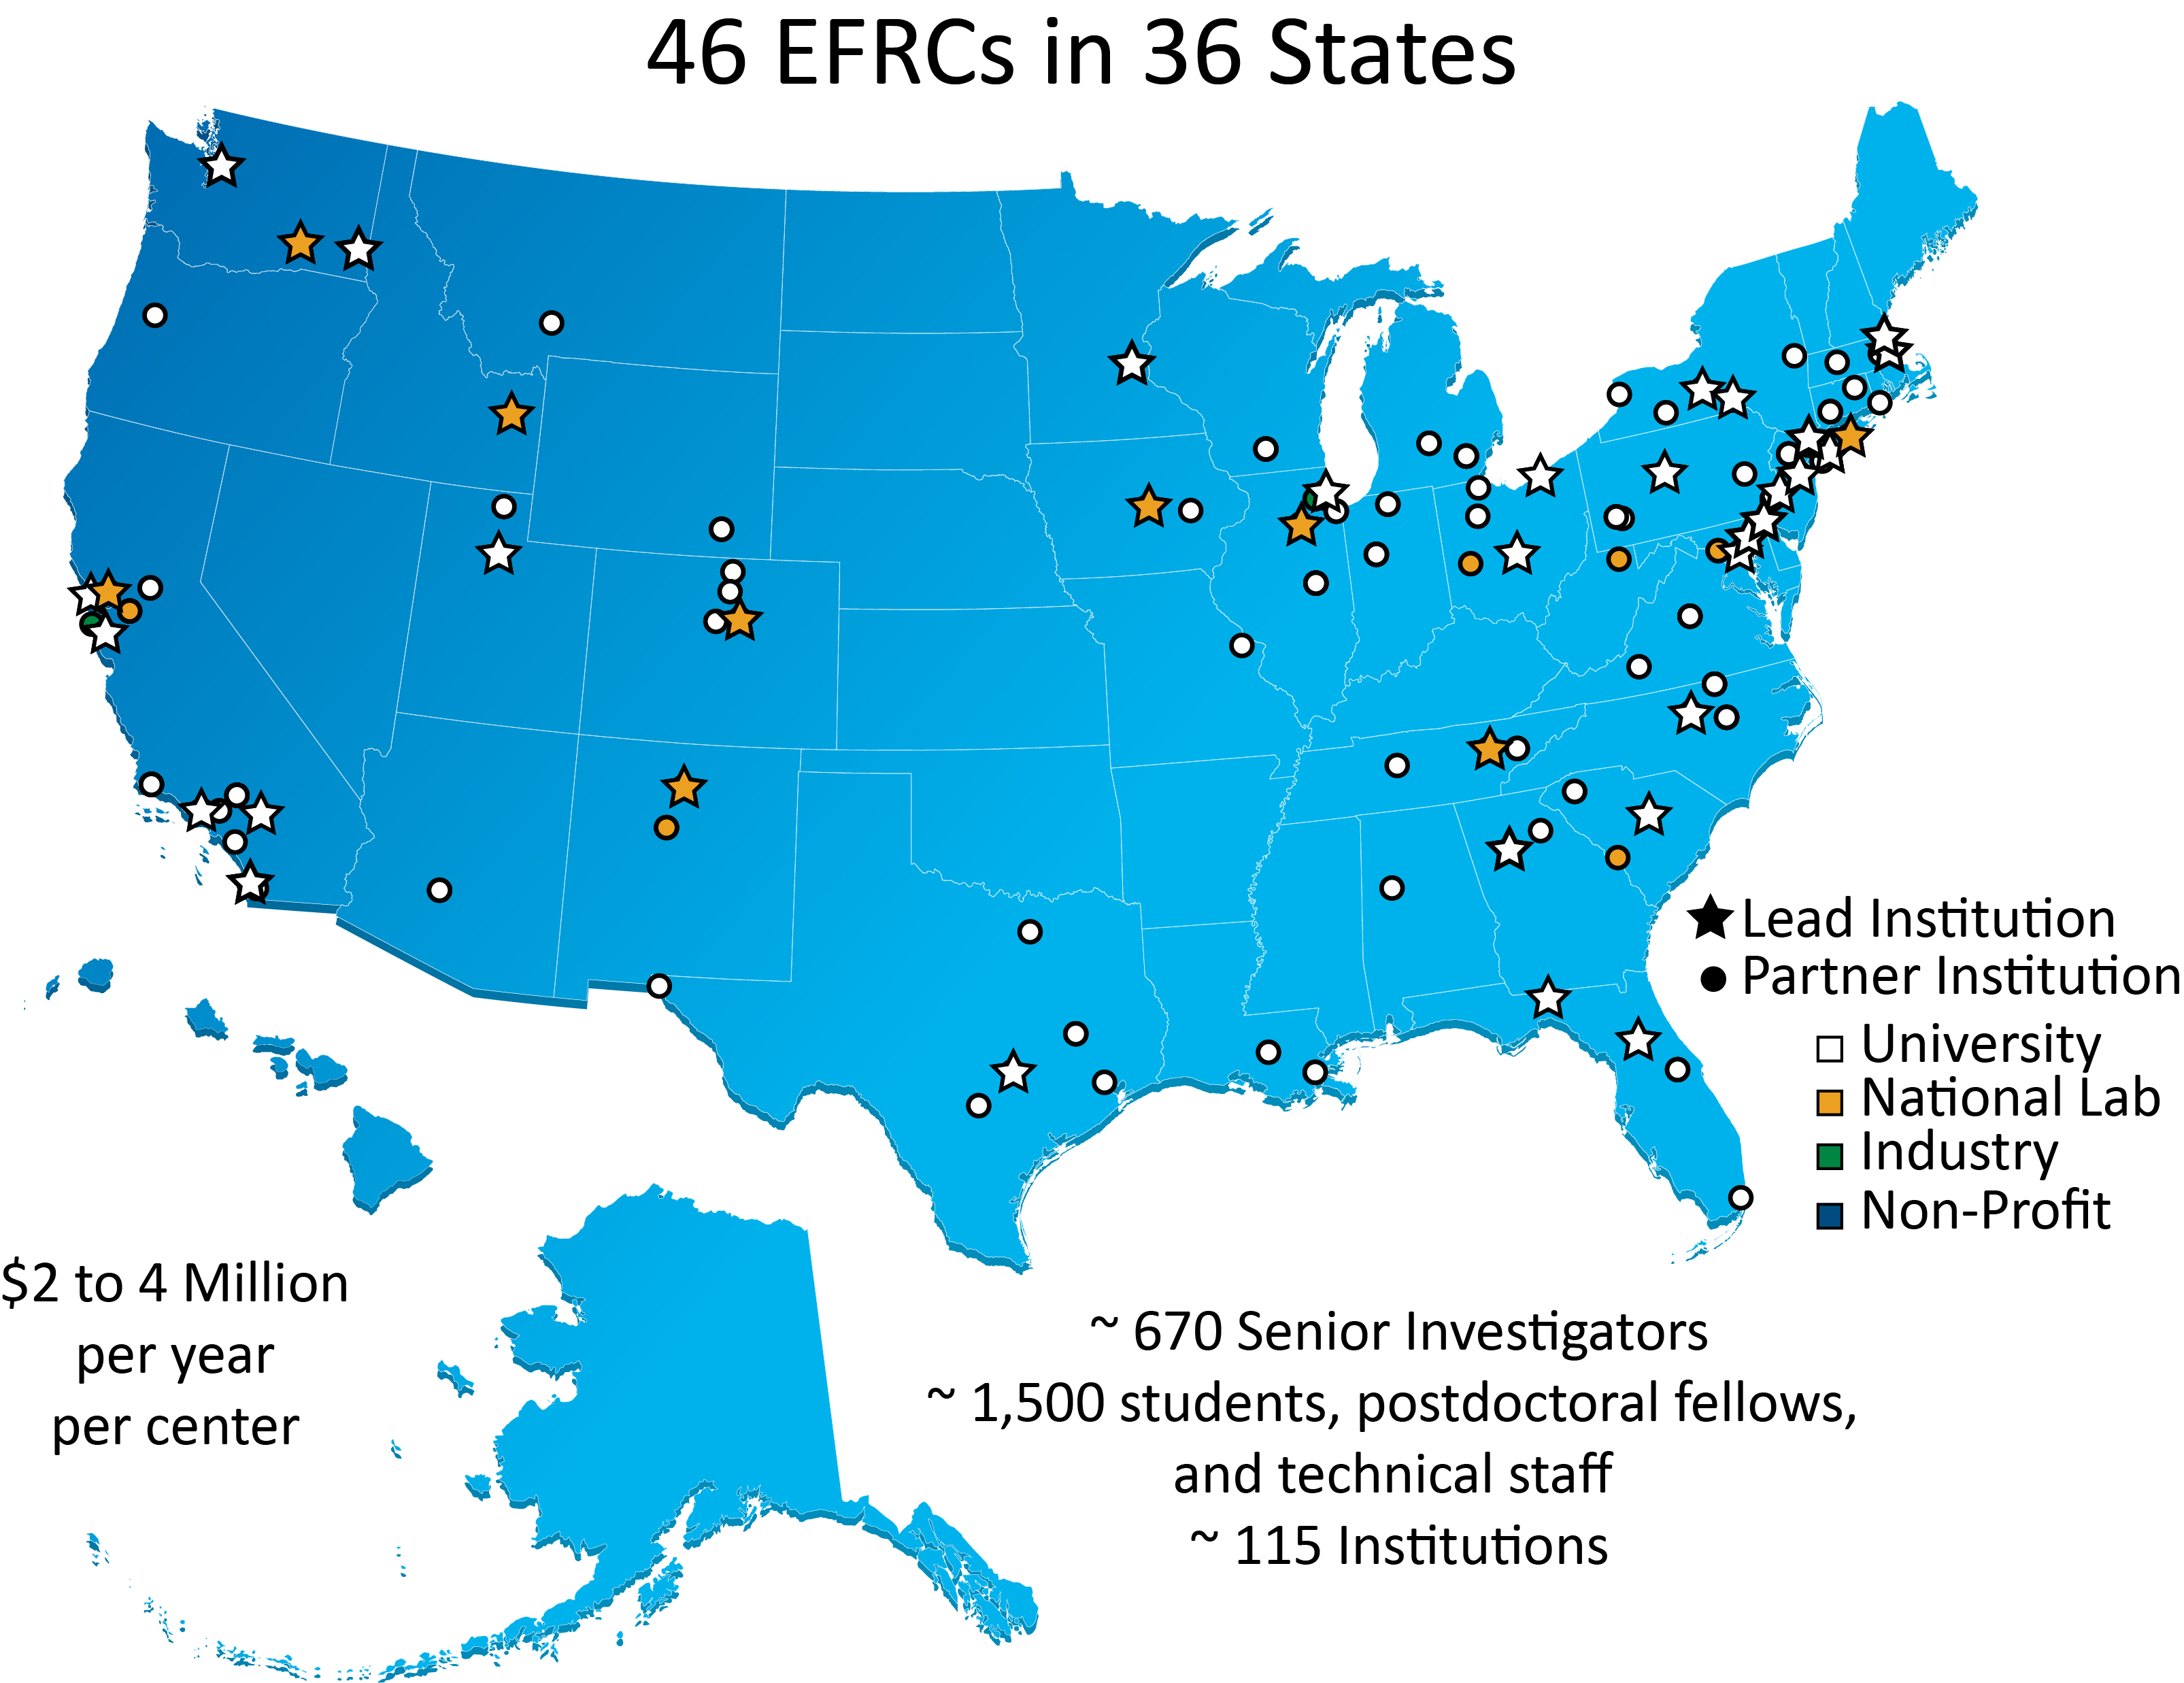 46 EFRCs in 36 States
Lead Institution
Partner Institution
University
National Lab
Industry
Non-Profit
$2 to 4 Million
per year
per center
~ 670 Senior Investigators
~ 1,500 students, postdoctoral fellows,
and technical staff
~ 115 Institutions